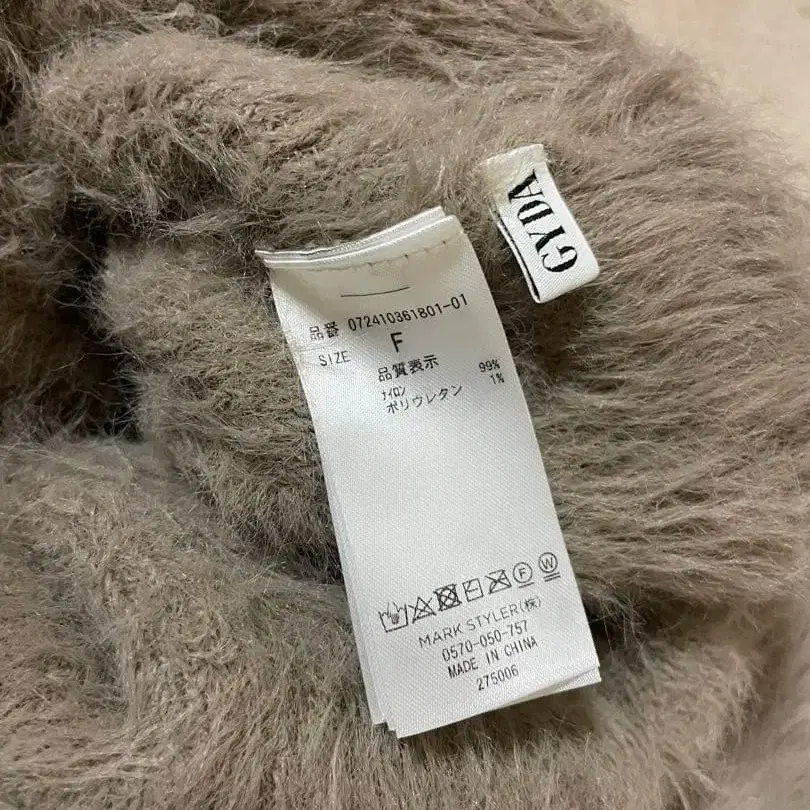 GYDA
品番 072410361801-01
SIZE F
品質表示
ナイロン 99%
ポリウレタン 1%
F W
MARK STYLER(株)
0570-050-757
MADE IN CHINA
275006